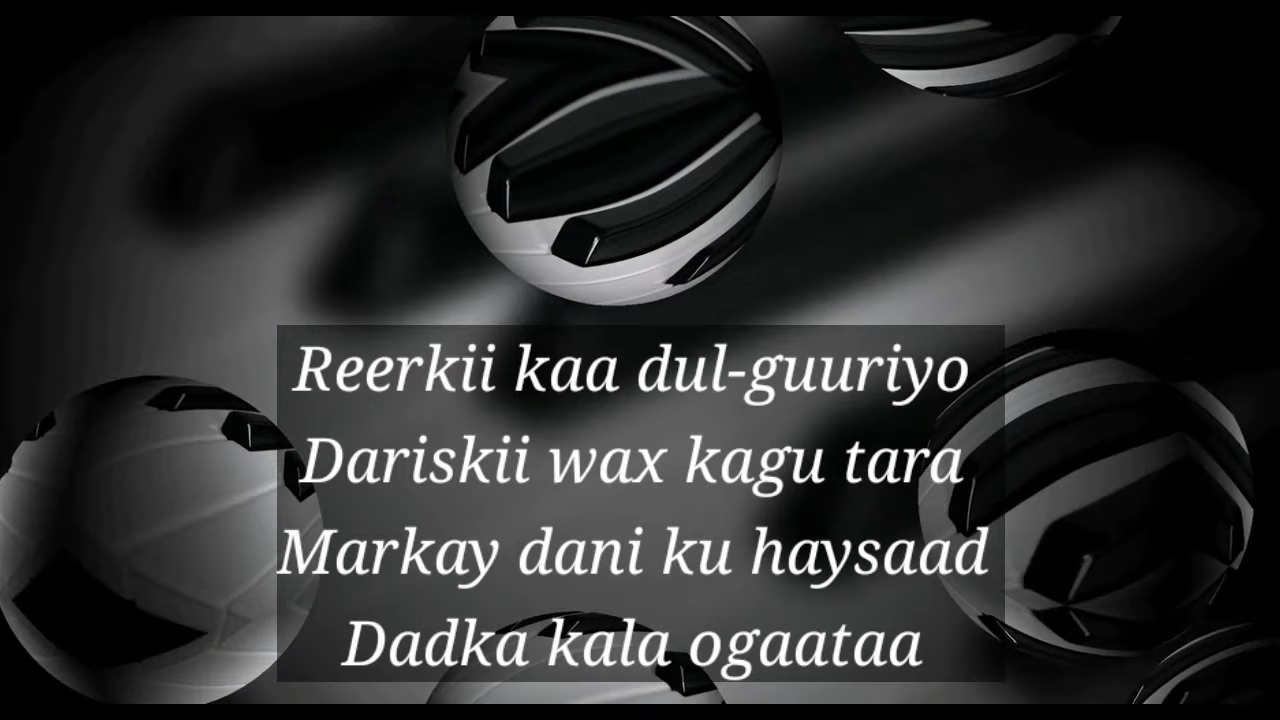 Reerkii kaa dul-guuriyo
Dariskii wax kagu tara
Markay dani ku haysaad
Dadka kala ogaataa